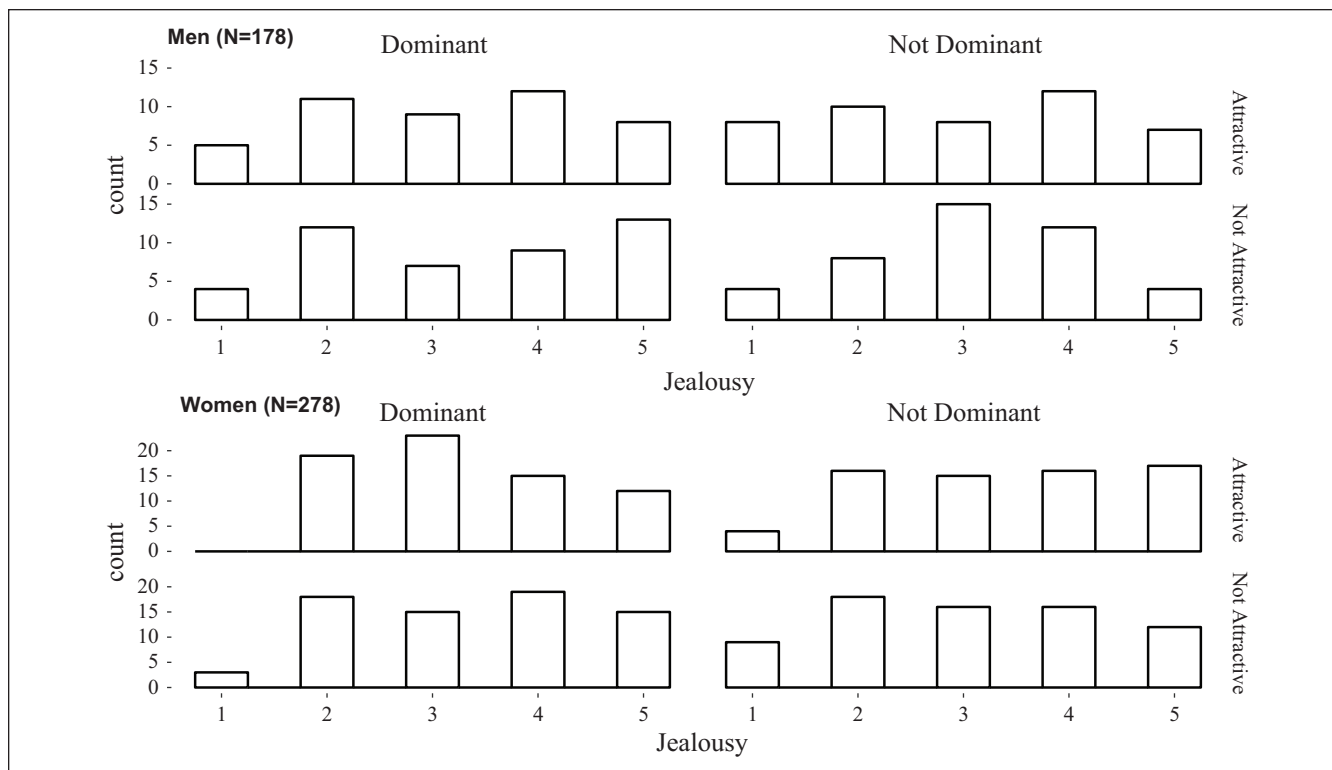 Men (N=178)
Dominant
Not Dominant
15 -
10 -
5 -
0 -
Attractive
count
15 -
10 -
5 -
0 -
Not Attractive
1 2 3 4 5 1 2 3 4 5
Jealousy
Women (N=278)
Dominant
Not Dominant
20 -
15 -
10 -
5 -
0 -
Attractive
count
20 -
15 -
10 -
5 -
0 -
Not Attractive
1 2 3 4 5 1 2 3 4 5
Jealousy